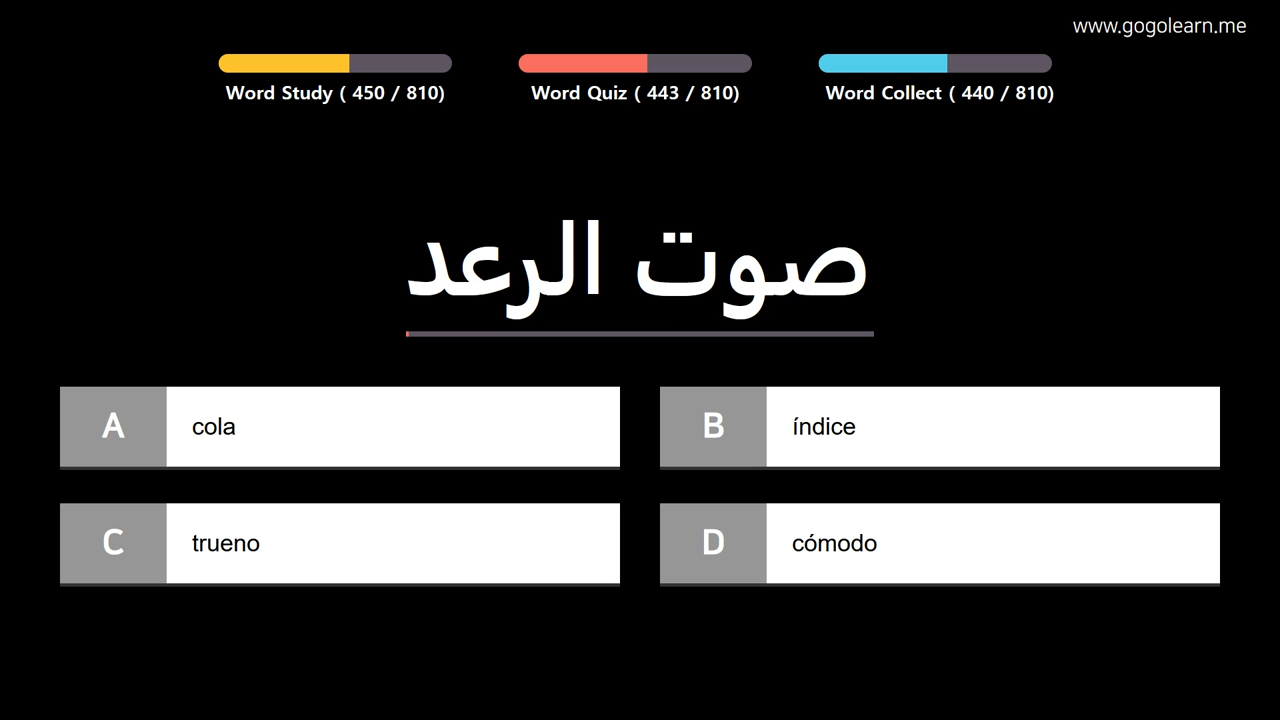 www.gogolearn.me
Word Study ( 450 / 810)
Word Quiz ( 443 / 810)
Word Collect ( 440 / 810)
صوت الرعد
A cola
B índice
C trueno
D cómodo